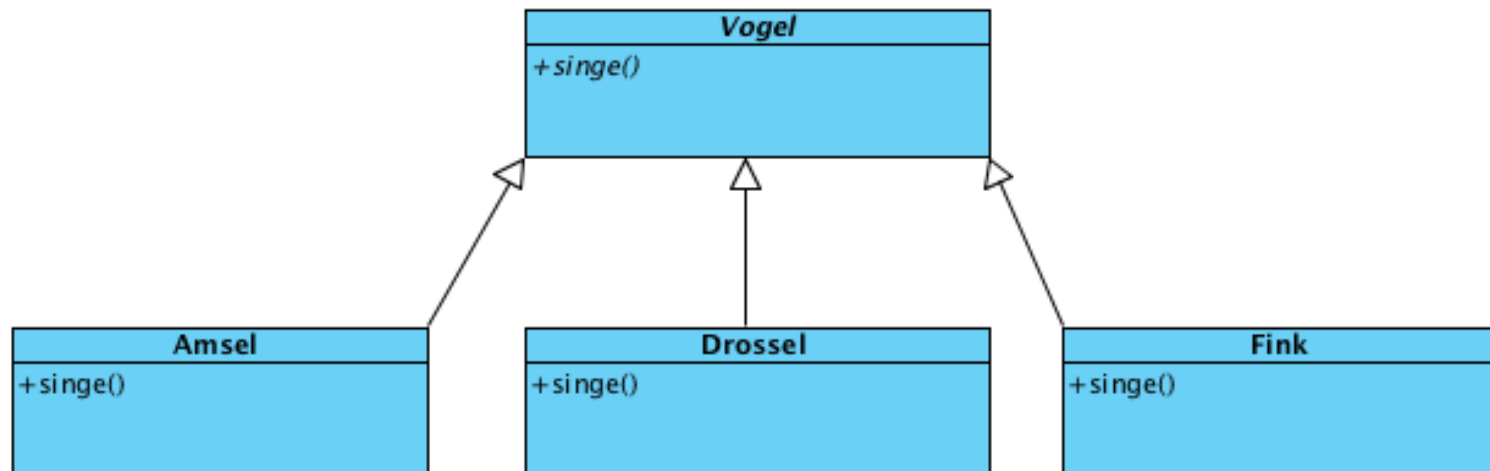 Vogel
+singe()
Amsel
+singe()
Drossel
+singe()
Fink
+singe()